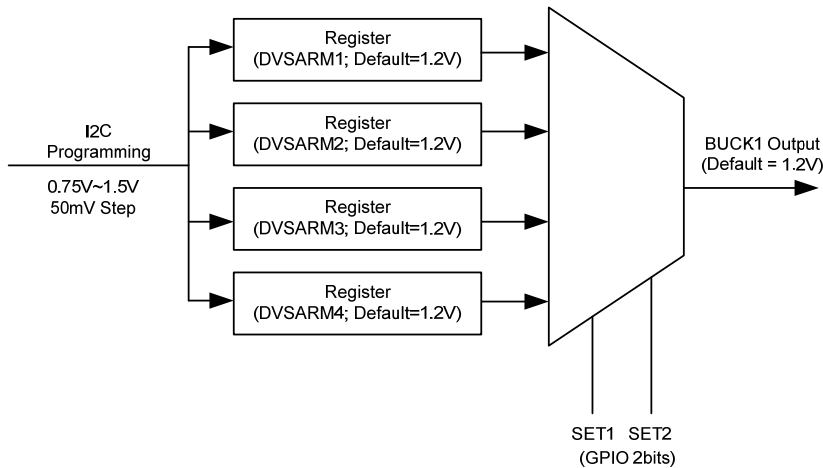 Register
(DVSARM1; Default=1.2V)
Register
(DVSARM2; Default=1.2V)
I2C
Programming
0.75V~1.5V
50mV Step
BUCK1 Output
(Default = 1.2V)
Register
(DVSARM3; Default=1.2V)
Register
(DVSARM4; Default=1.2V)
SET1 SET2
(GPIO 2bits)